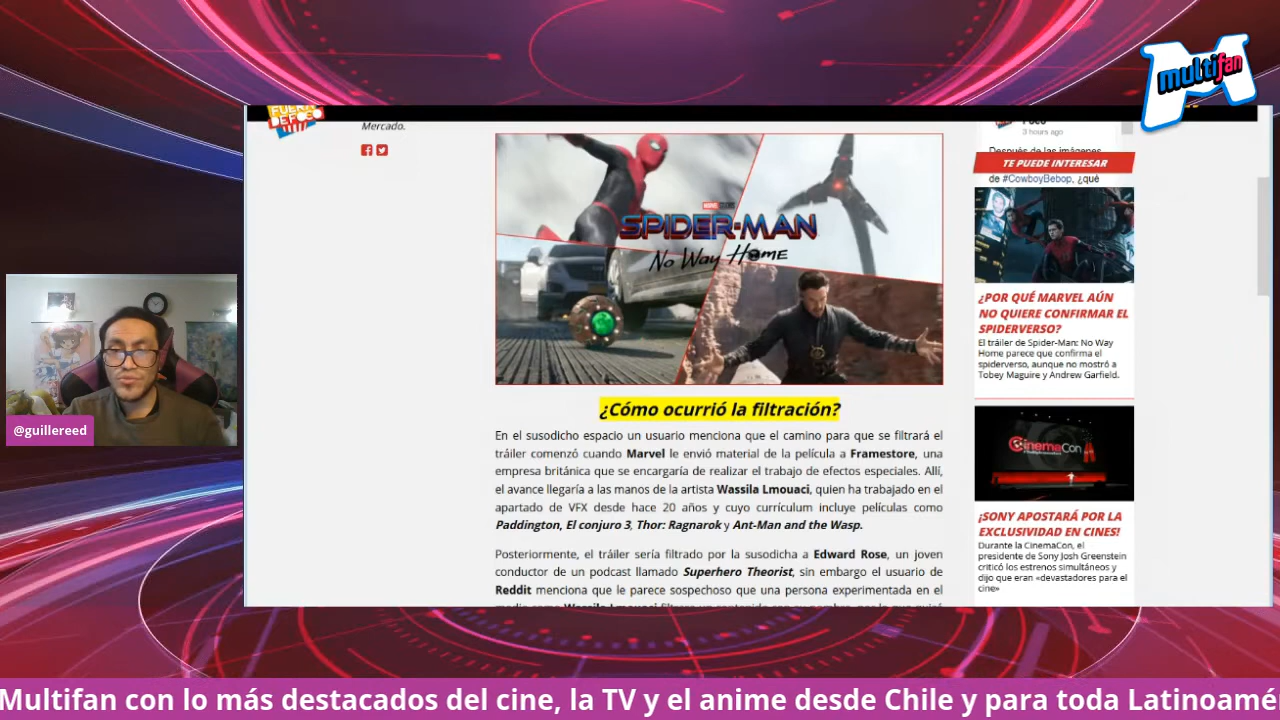 multifan
FUERA
DE FOCO
Mercado.
3 hours ago
Después de las imágenes
TE PUEDE INTERESAR
de #CowboyBebop, ¿qué
SPIDER-MAN
No Way Home
¿POR QUÉ MARVEL AÚN
NO QUIERE CONFIRMAR EL
SPIDERVERSO?
El tráiler de Spider-Man: No Way
Home parece que confirma el
spiderverso, aunque no mostró a
Tobey Maguire y Andrew Garfield.
¿Cómo ocurrió la filtración?
En el susodicho espacio un usuario menciona que el camino para que se filtrará el
tráiler comenzó cuando Marvel le envió material de la película a Framestore, una
empresa británica que se encargaría de realizar el trabajo de efectos especiales. Allí,
el avance llegaría a las manos de la artista Wassila Lmouaci, quien ha trabajado en el
apartado de VFX desde hace 20 años y cuyo currículum incluye películas como
Paddington, El conjuro 3, Thor: Ragnarok y Ant-Man and the Wasp.
Posteriormente, el tráiler sería filtrado por la susodicha a Edward Rose, un joven
conductor de un podcast llamado Superhero Theorist, sin embargo el usuario de
Reddit menciona que le parece sospechoso que una persona experimentada en el
CinemaCon
¡SONY APOSTARÁ POR LA
EXCLUSIVIDAD EN CINES!
Durante la CinemaCon, el
presidente de Sony Josh Greenstein
criticó los estrenos simultáneos y
dijo que eran «devastadores para el
cine»
@guillereed
Multifan con lo más destacados del cine, la TV y el anime desde Chile y para toda Latinoamé